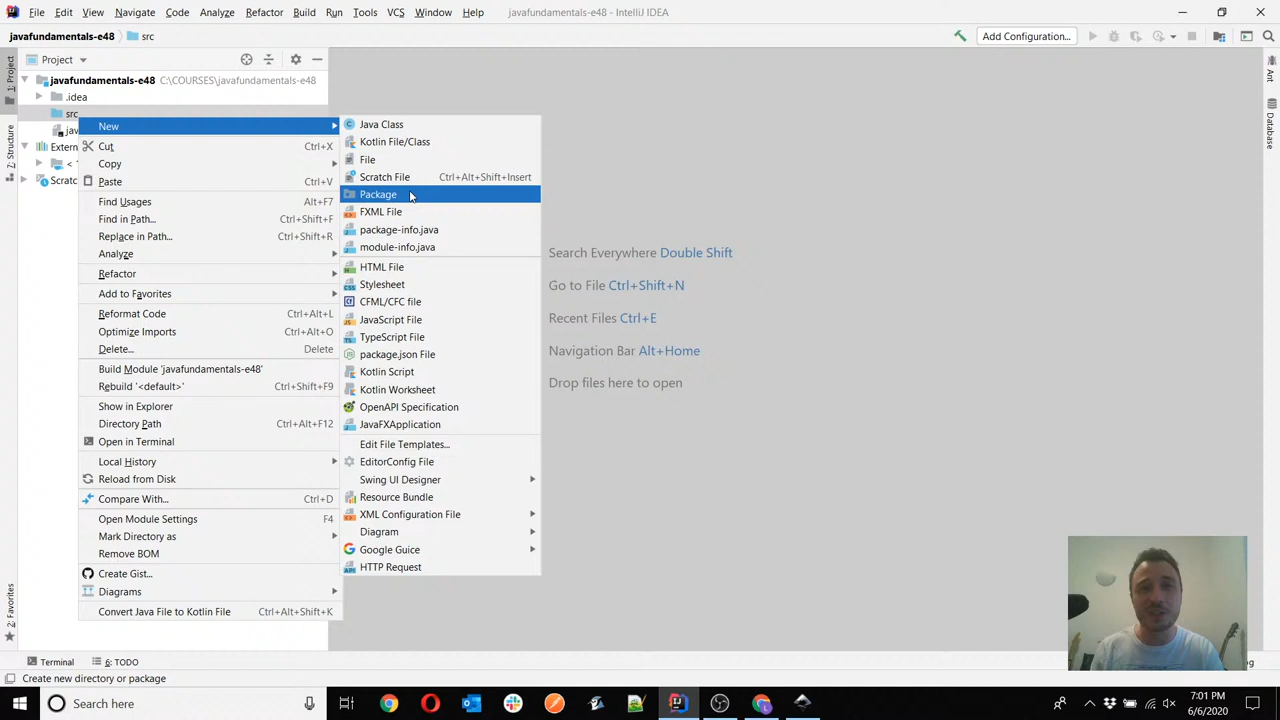 File Edit View Navigate Code Analyze Refactor Build Run Tools VCS Window Help javafundamentals-e48 - IntelliJ IDEA
javafundamentals-e48 src Add Configuration...
Project
javafundamentals-e48 C:\COURSES\javafundamentals-e48
.idea
src
jav
Extern
<
Scratc
New
Cut Ctrl+X
Copy
Paste Ctrl+V
Find Usages Alt+F7
Find in Path... Ctrl+Shift+F
Replace in Path... Ctrl+Shift+R
Analyze
Refactor
Add to Favorites
Reformat Code Ctrl+Alt+L
Optimize Imports Ctrl+Alt+O
Delete... Delete
Build Module 'javafundamentals-e48'
Rebuild '<default>' Ctrl+Shift+F9
Show in Explorer
Directory Path Ctrl+Alt+F12
Open in Terminal
Local History
Reload from Disk
Compare With... Ctrl+D
Open Module Settings F4
Mark Directory as
Remove BOM
Create Gist...
Diagrams
Convert Java File to Kotlin File Ctrl+Alt+Shift+K
Java Class
Kotlin File/Class
File
Scratch File Ctrl+Alt+Shift+Insert
Package
FXML File
package-info.java
module-info.java
HTML File
Stylesheet
CFML/CFC file
JavaScript File
TypeScript File
package.json File
Kotlin Script
Kotlin Worksheet
OpenAPI Specification
JavaFXApplication
Edit File Templates...
EditorConfig File
Swing UI Designer
Resource Bundle
XML Configuration File
Diagram
Google Guice
HTTP Request
Search Everywhere Double Shift
Go to File Ctrl+Shift+N
Recent Files Ctrl+E
Navigation Bar Alt+Home
Drop files here to open
1: Project
7: Structure
2: Favorites
Ant
Database
Terminal 6: TODO
Create new directory or package
Search here
7:01 PM
6/6/2020